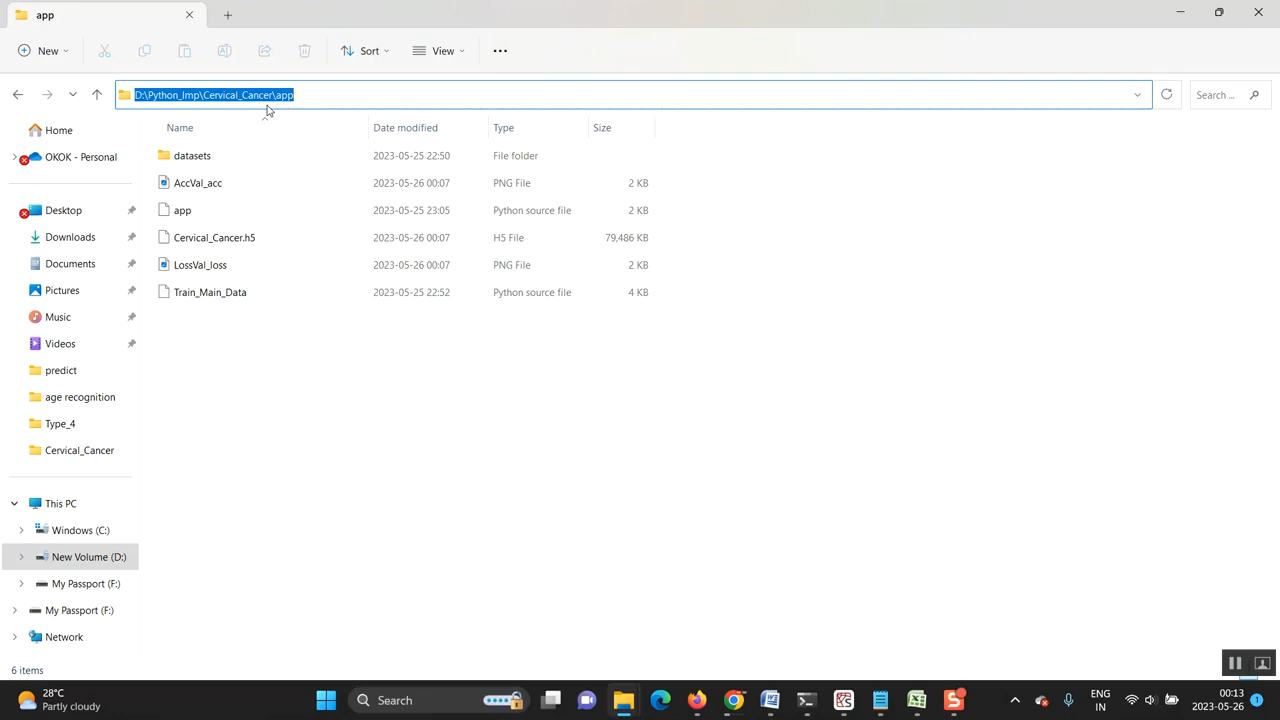 app
New
Sort
View
D:\Python_Imp\Cervical_Cancer\app
Search ...
Home
OKOK - Personal
Desktop
Downloads
Documents
Pictures
Music
Videos
predict
age recognition
Type_4
Cervical_Cancer
This PC
Windows (C:)
New Volume (D:)
My Passport (F:)
My Passport (F:)
Network
Name Date modified Type Size
datasets 2023-05-25 22:50 File folder
AccVal_acc 2023-05-26 00:07 PNG File 2 KB
app 2023-05-25 23:05 Python source file 2 KB
Cervical_Cancer.h5 2023-05-26 00:07 H5 File 79,486 KB
LossVal_loss 2023-05-26 00:07 PNG File 2 KB
Train_Main_Data 2023-05-25 22:52 Python source file 4 KB
6 items
28°C
Partly cloudy
Search
ENG
IN
00:13
2023-05-26
1